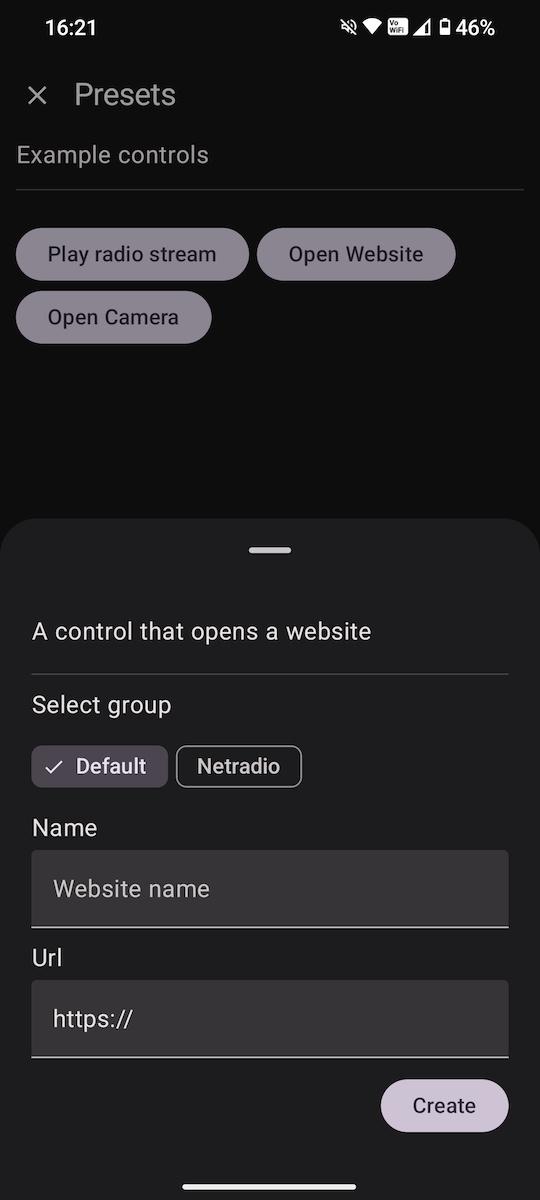 16:21
Vo WiFi 46%
Presets
Example controls
Play radio stream Open Website
Open Camera
A control that opens a website
Select group
Default Netradio
Name
Website name
Url
https://
Create